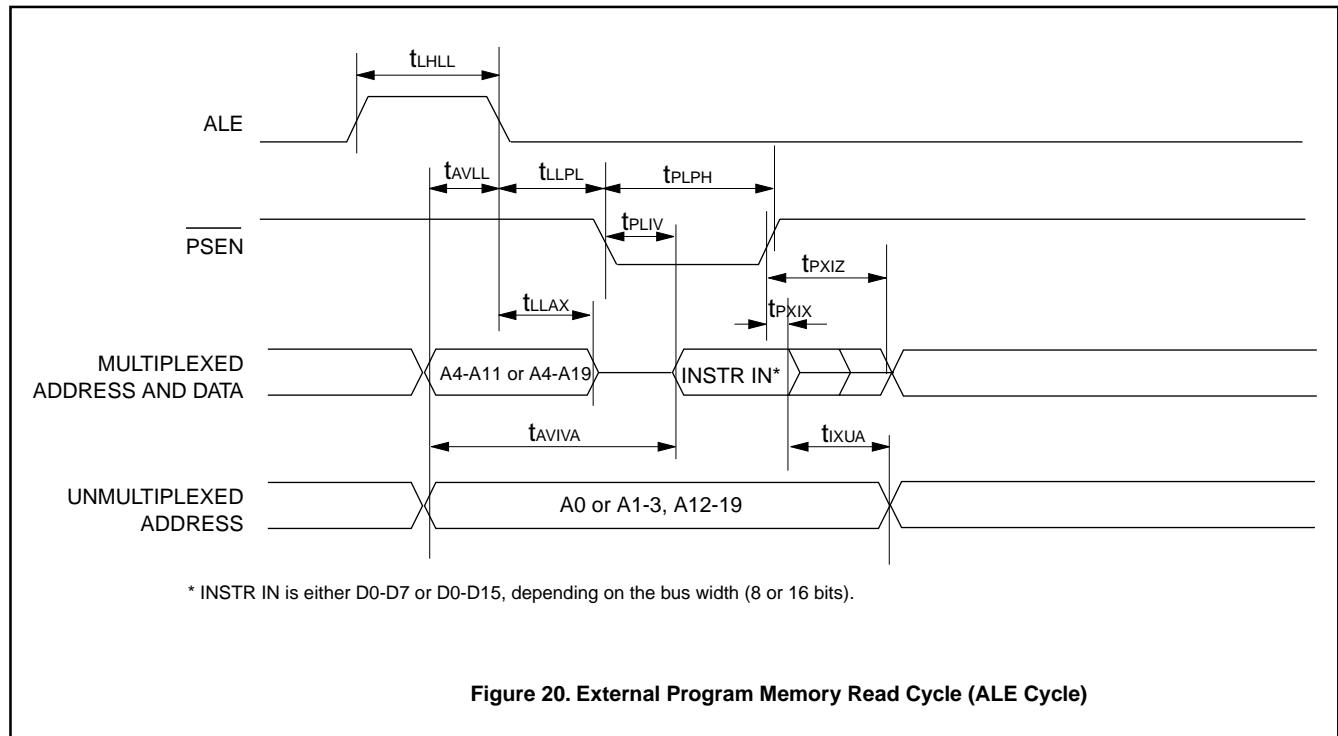 tLHLL
ALE
tAVLL
tLLPL
tPLPH
PSEN
tPLIV
tPXIZ
tLLAX
tPXIX
MULTIPLEXED
ADDRESS AND DATA
A4-A11 or A4-A19
INSTR IN*
tAVIVA
tIXUA
UNMULTIPLEXED
ADDRESS
A0 or A1-3, A12-19
* INSTR IN is either D0-D7 or D0-D15, depending on the bus width (8 or 16 bits).
Figure 20. External Program Memory Read Cycle (ALE Cycle)